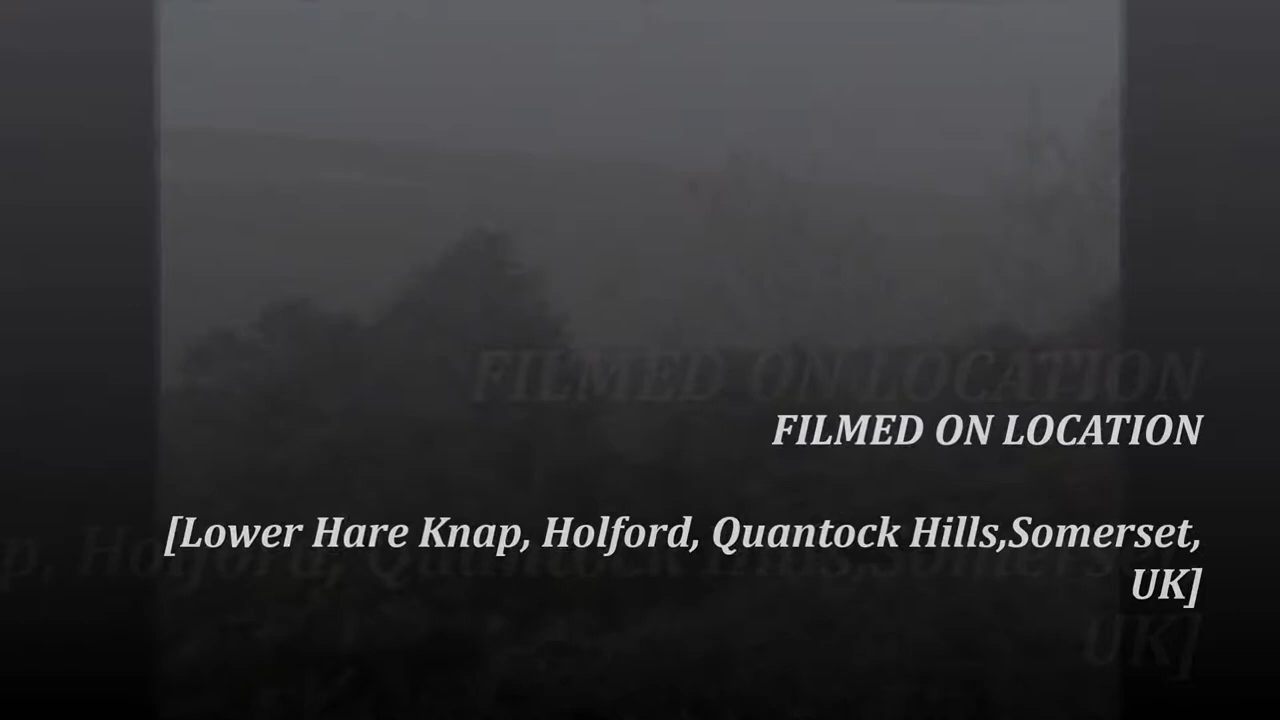 FILMED ON LOCATION
[Lower Hare Knap, Holford, Quantock Hills,Somerset,
UK]